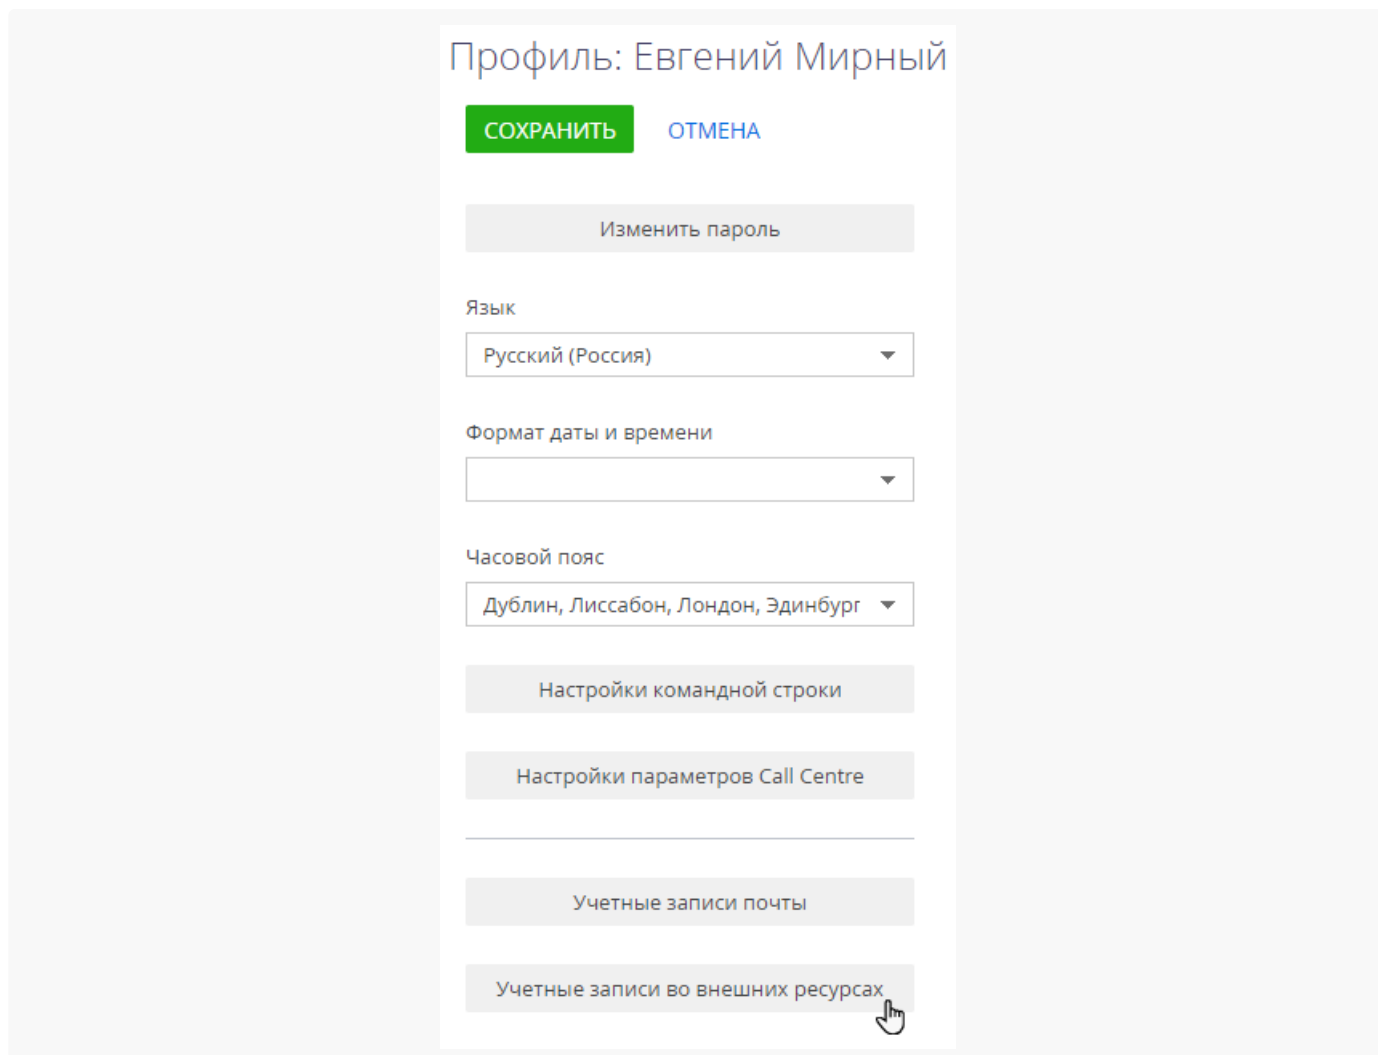 Профиль: Евгений Мирный
СОХРАНИТЬ ОТМЕНА
Изменить пароль
Язык
Русский (Россия)
Формат даты и времени
Часовой пояс
Дублин, Лиссабон, Лондон, Эдинбург
Настройки командной строки
Настройки параметров Call Centre
Учетные записи почты
Учетные записи во внешних ресурсах